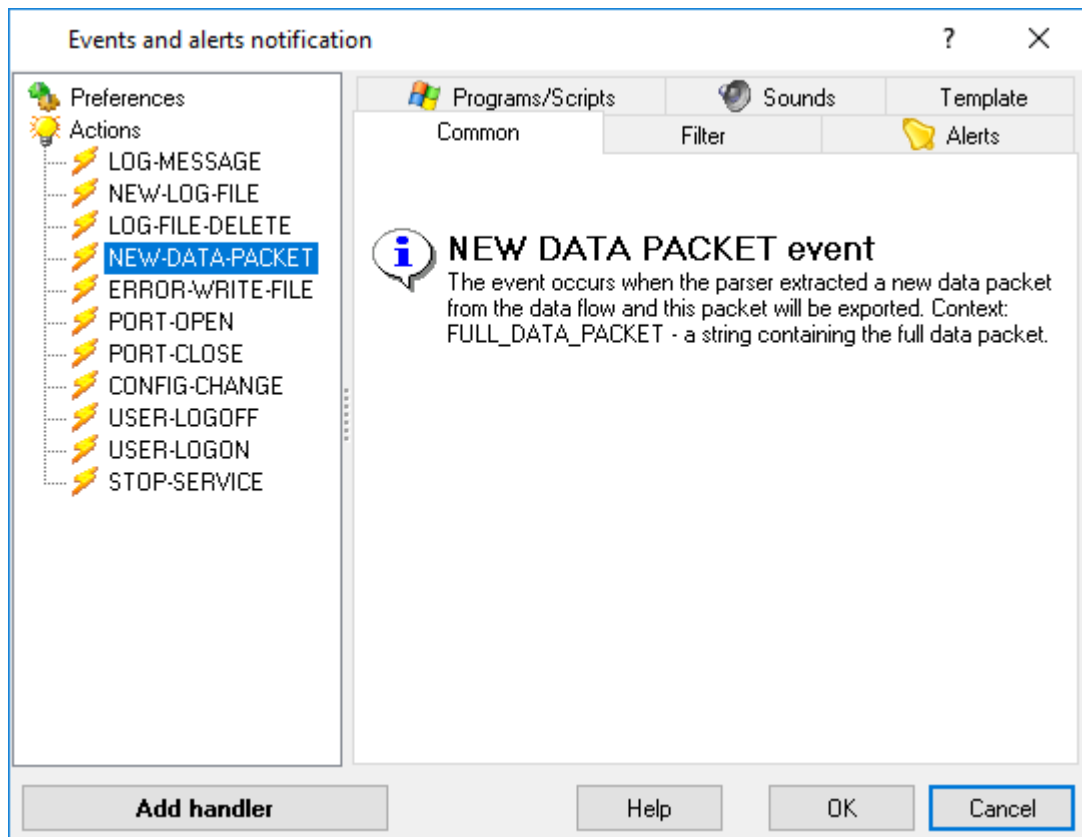 Events and alerts notification
?
Preferences
Actions
LOG-MESSAGE
NEW-LOG-FILE
LOG-FILE-DELETE
NEW-DATA-PACKET
ERROR-WRITE-FILE
PORT-OPEN
PORT-CLOSE
CONFIG-CHANGE
USER-LOGOFF
USER-LOGON
STOP-SERVICE
Programs/Scripts
Sounds
Template
Common
Filter
Alerts
NEW DATA PACKET event
The event occurs when the parser extracted a new data packet
from the data flow and this packet will be exported. Context:
FULL_DATA_PACKET - a string containing the full data packet.
Add handler
Help
OK
Cancel